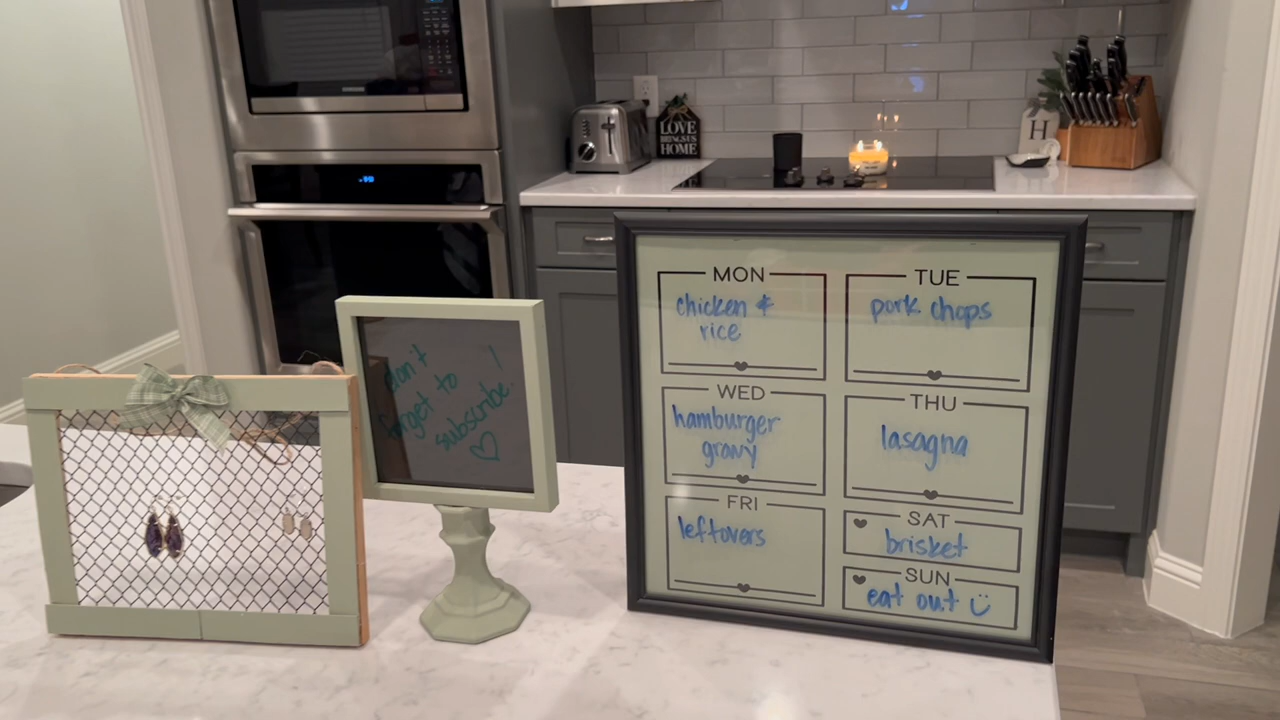 LOVE
BRINGS US
HOME
H
don't
forget to
subscribe!
MON
chicken &
rice
TUE
pork chops
WED
hamburger
gravy
THU
lasagna
FRI
leftovers
SAT
brisket
SUN
eat out